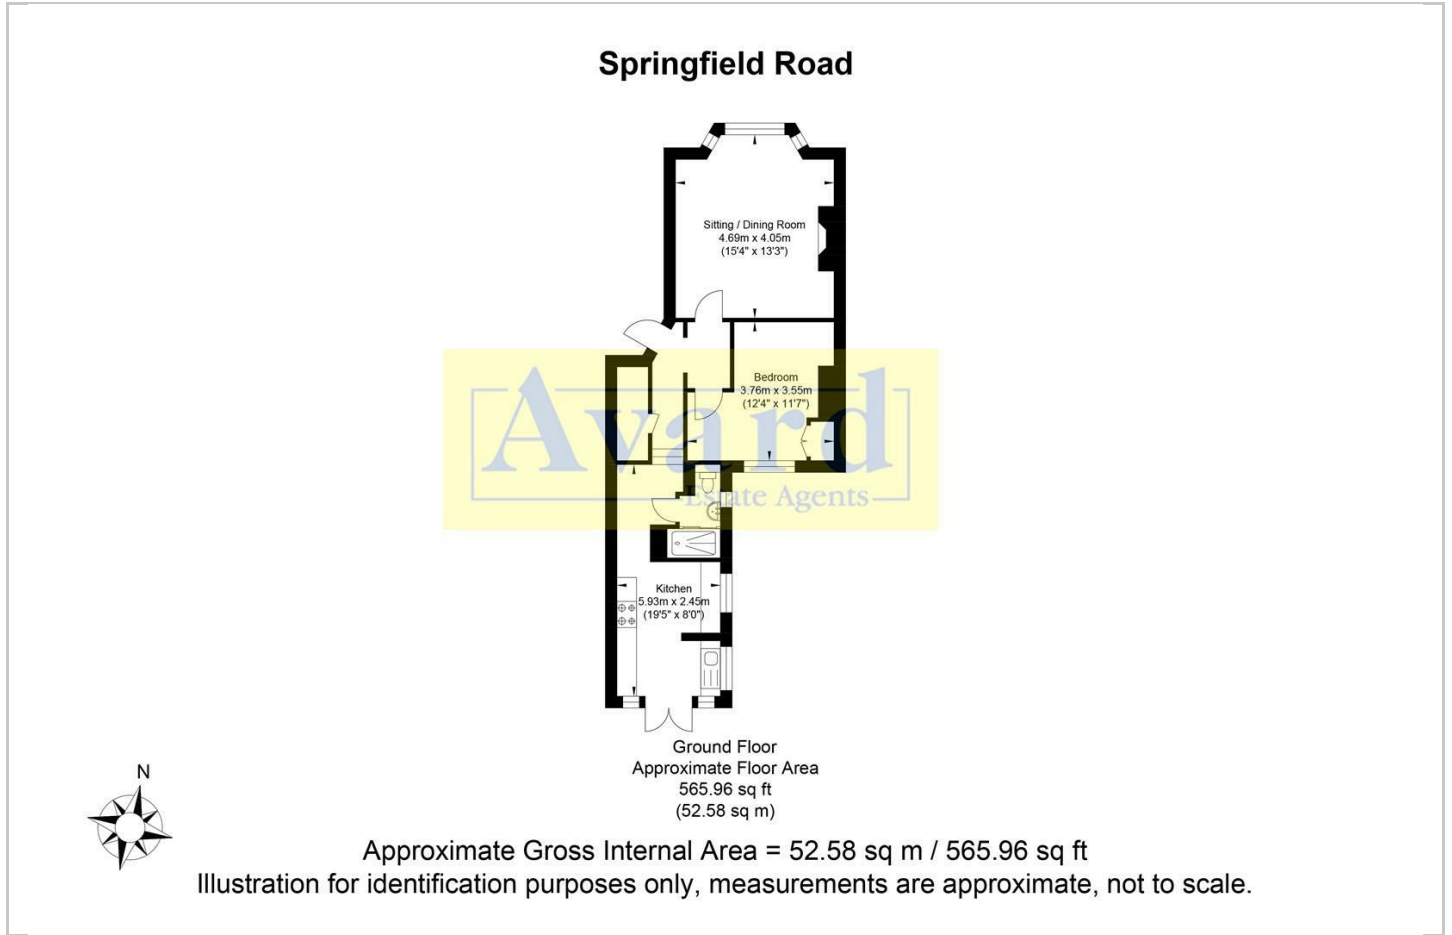 Springfield Road
Sitting / Dining Room
4.69m x 4.05m
(15'4" x 13'3")
Bedroom
3.76m x 3.55m
(12'4" x 11'7")
Avard
Estate Agents
Kitchen
5.93m x 2.45m
(19'5" x 8'0")
Ground Floor
Approximate Floor Area
565.96 sq ft
(52.58 sq m)
N
Approximate Gross Internal Area = 52.58 sq m / 565.96 sq ft
Illustration for identification purposes only, measurements are approximate, not to scale.